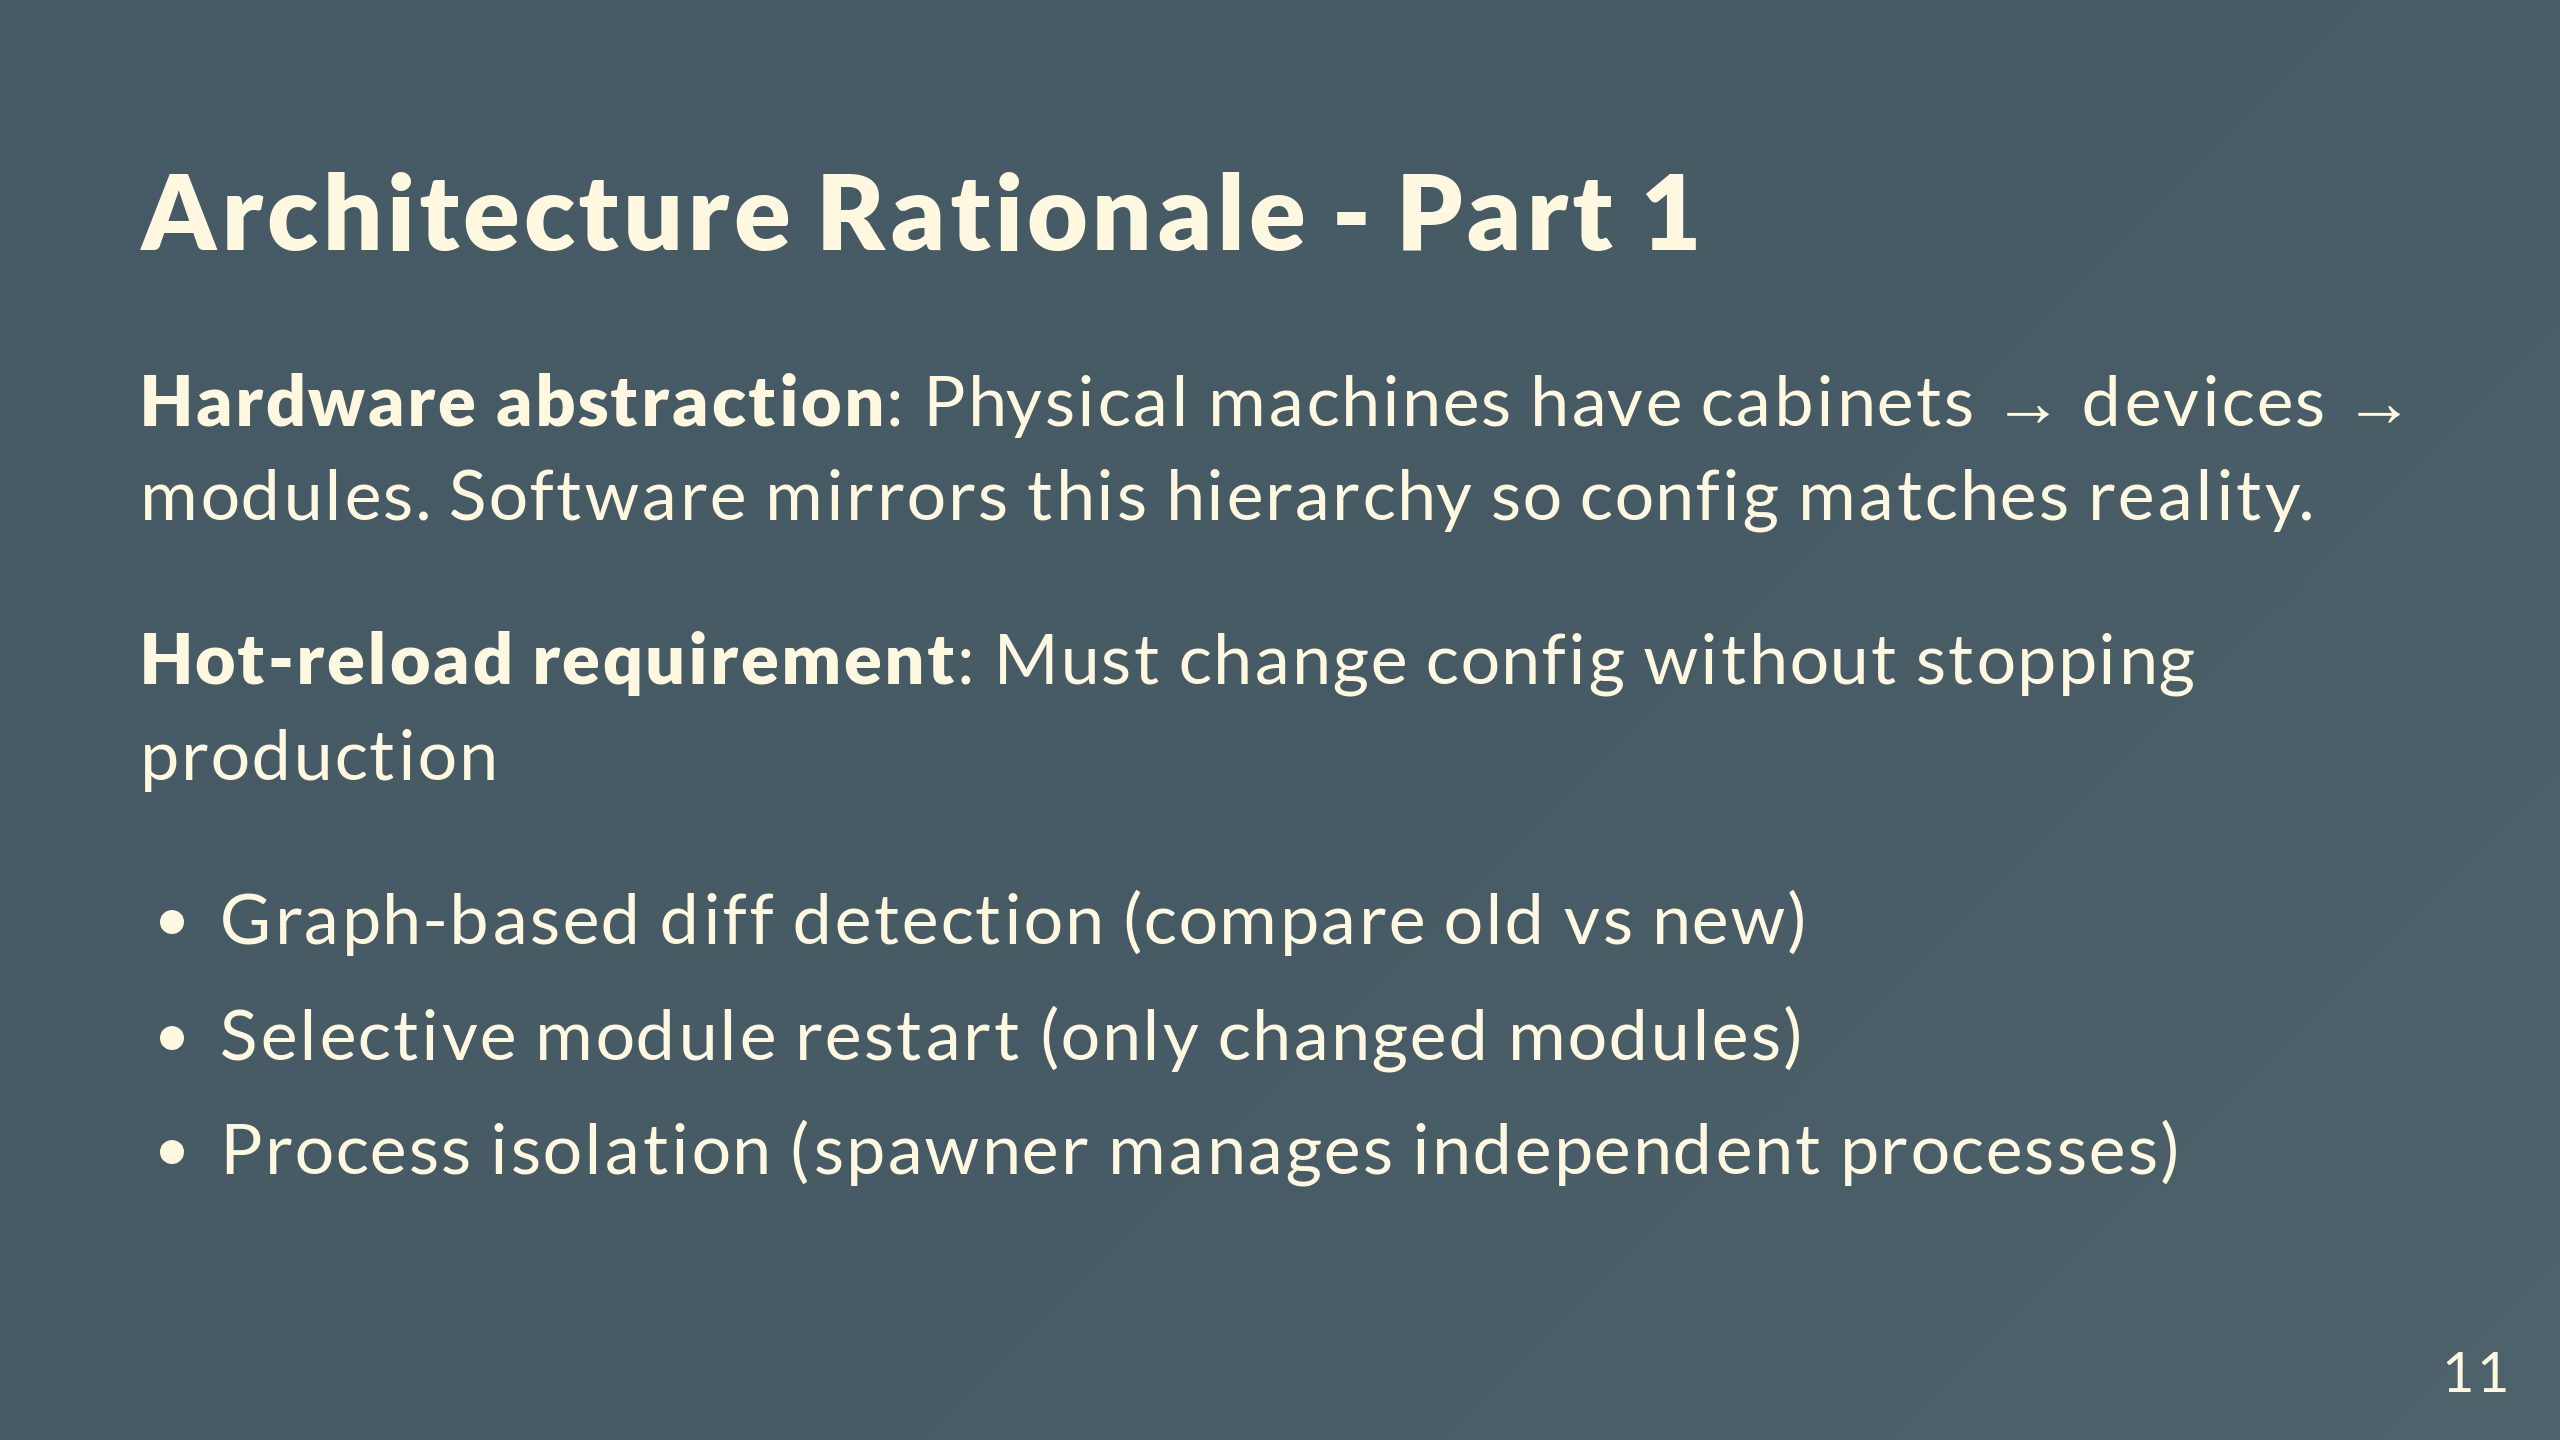 Architecture Rationale - Part 1
Hardware abstraction: Physical machines have cabinets → devices →
modules. Software mirrors this hierarchy so config matches reality.
Hot-reload requirement: Must change config without stopping
production
• Graph-based diff detection (compare old vs new)
• Selective module restart (only changed modules)
• Process isolation (spawner manages independent processes)
11